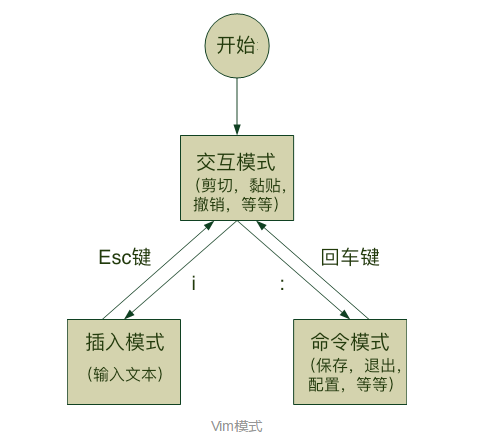 开始
交互模式
（剪切，黏贴，
撤销，等等）
Esc键
回车键
i
:
插入模式
（输入文本）
命令模式
（保存，退出，
配置，等等）
Vim模式